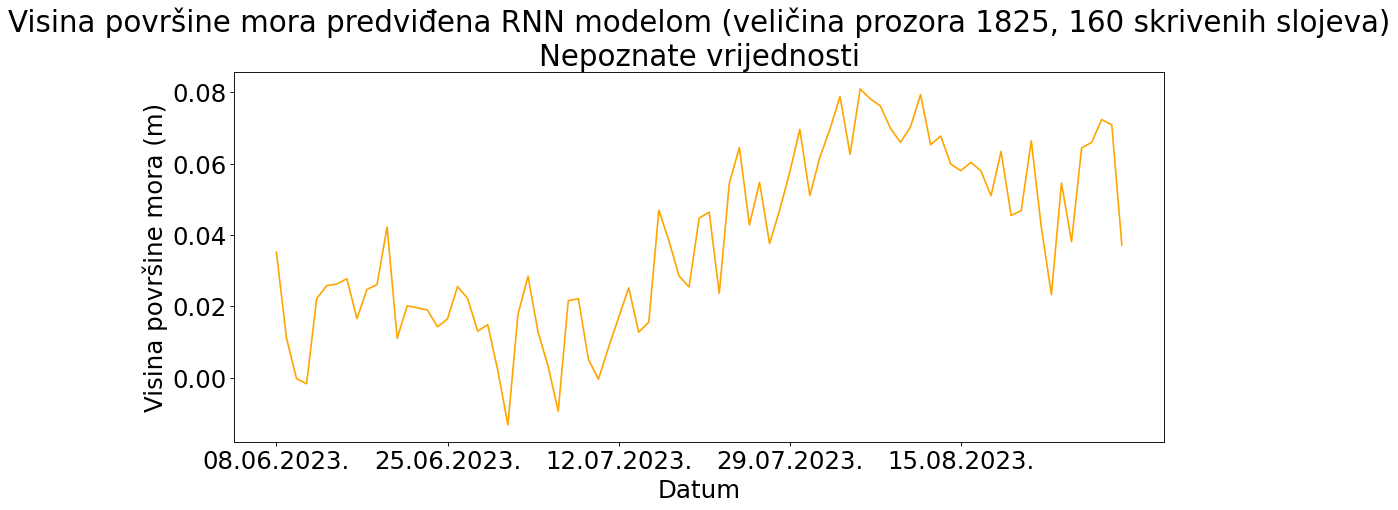 Visina površine mora predviđena RNN modelom (veličina prozora 1825, 160 skrivenih slojeva)
Nepoznate vrijednosti
Visina površine mora (m)
0.08
0.06
0.04
0.02
0.00
08.06.2023.
25.06.2023.
12.07.2023.
29.07.2023.
15.08.2023.
Datum